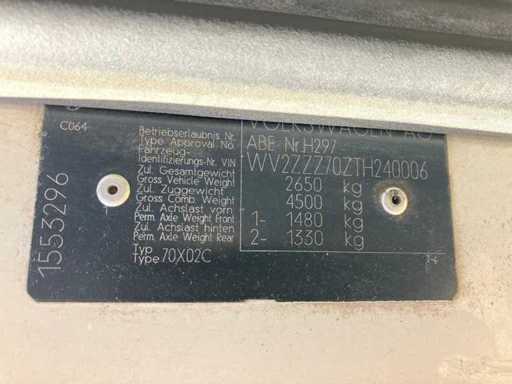 C064
VOLKSWAGEN AG
Betriebserlaubnis Nr.
Type Approval No. ABE Nr.H297
Fahrzeug-
Identifizierungs-Nr. VIN WV2ZZZ70ZTH240006
Zul. Gesamtgewicht
Gross Vehicle Weight 2650 kg
Zul. Zuggewicht
Gross Comb Weight 4500 kg
Zul. Achslast vorn
Perm. Axle Weight Front 1- 1480 kg
Zul. Achslast hinten
Perm. Axle Weight Rear 2- 1330 kg
Typ
Type 70X02C
1553296